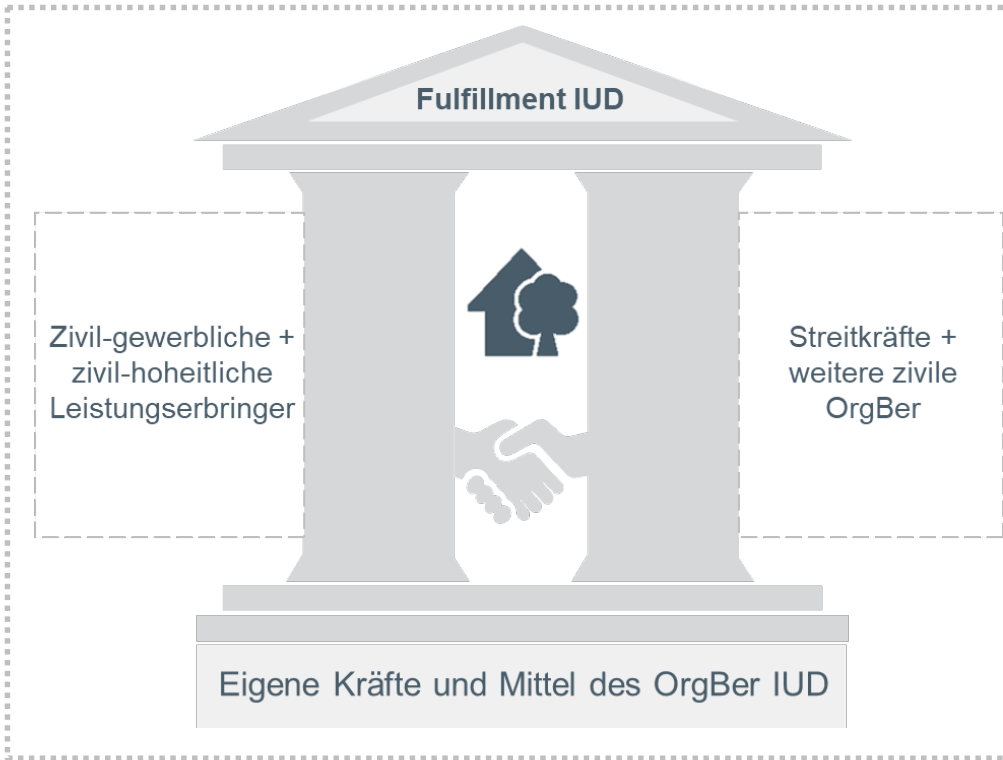 Fulfillment IUD
Zivil-gewerbliche +
zivil-hoheitliche
Leistungserbringer
Streitkräfte +
weitere zivile
OrgBer
Eigene Kräfte und Mittel des OrgBer IUD